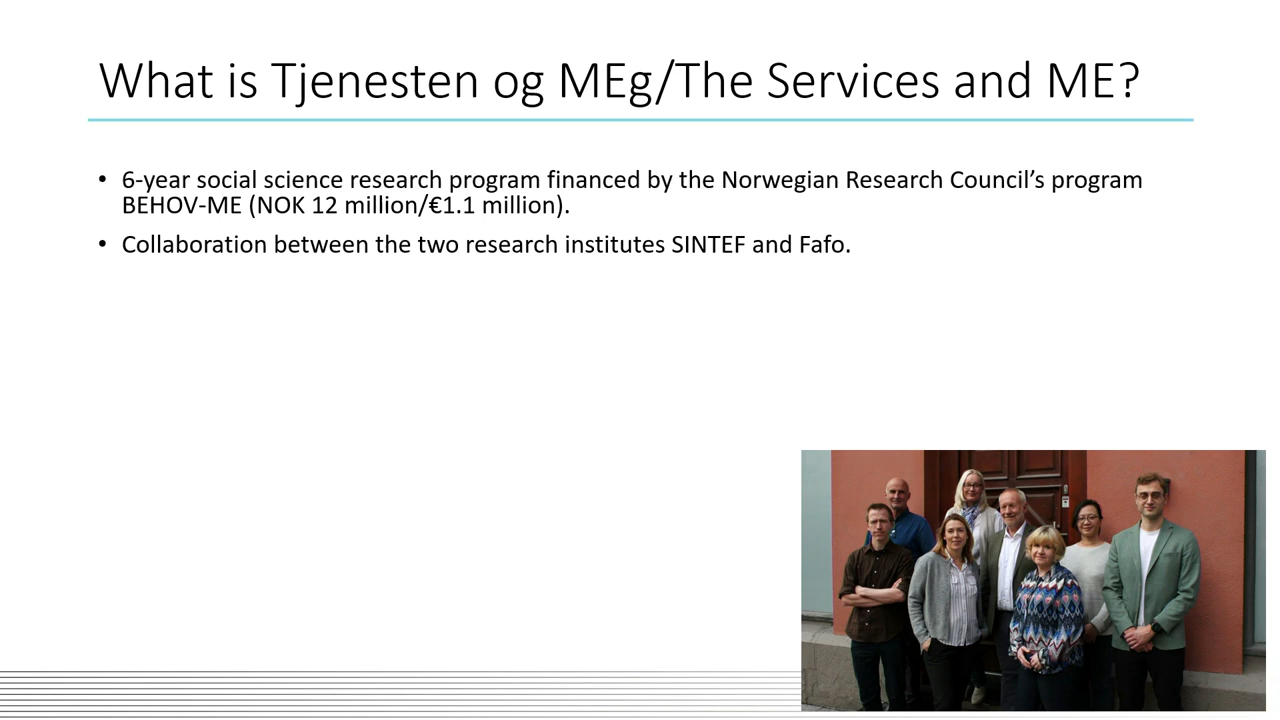 What is Tjenesten og MEg/The Services and ME?
• 6-year social science research program financed by the Norwegian Research Council’s program
BEHOV-ME (NOK 12 million/€1.1 million).
• Collaboration between the two research institutes SINTEF and Fafo.